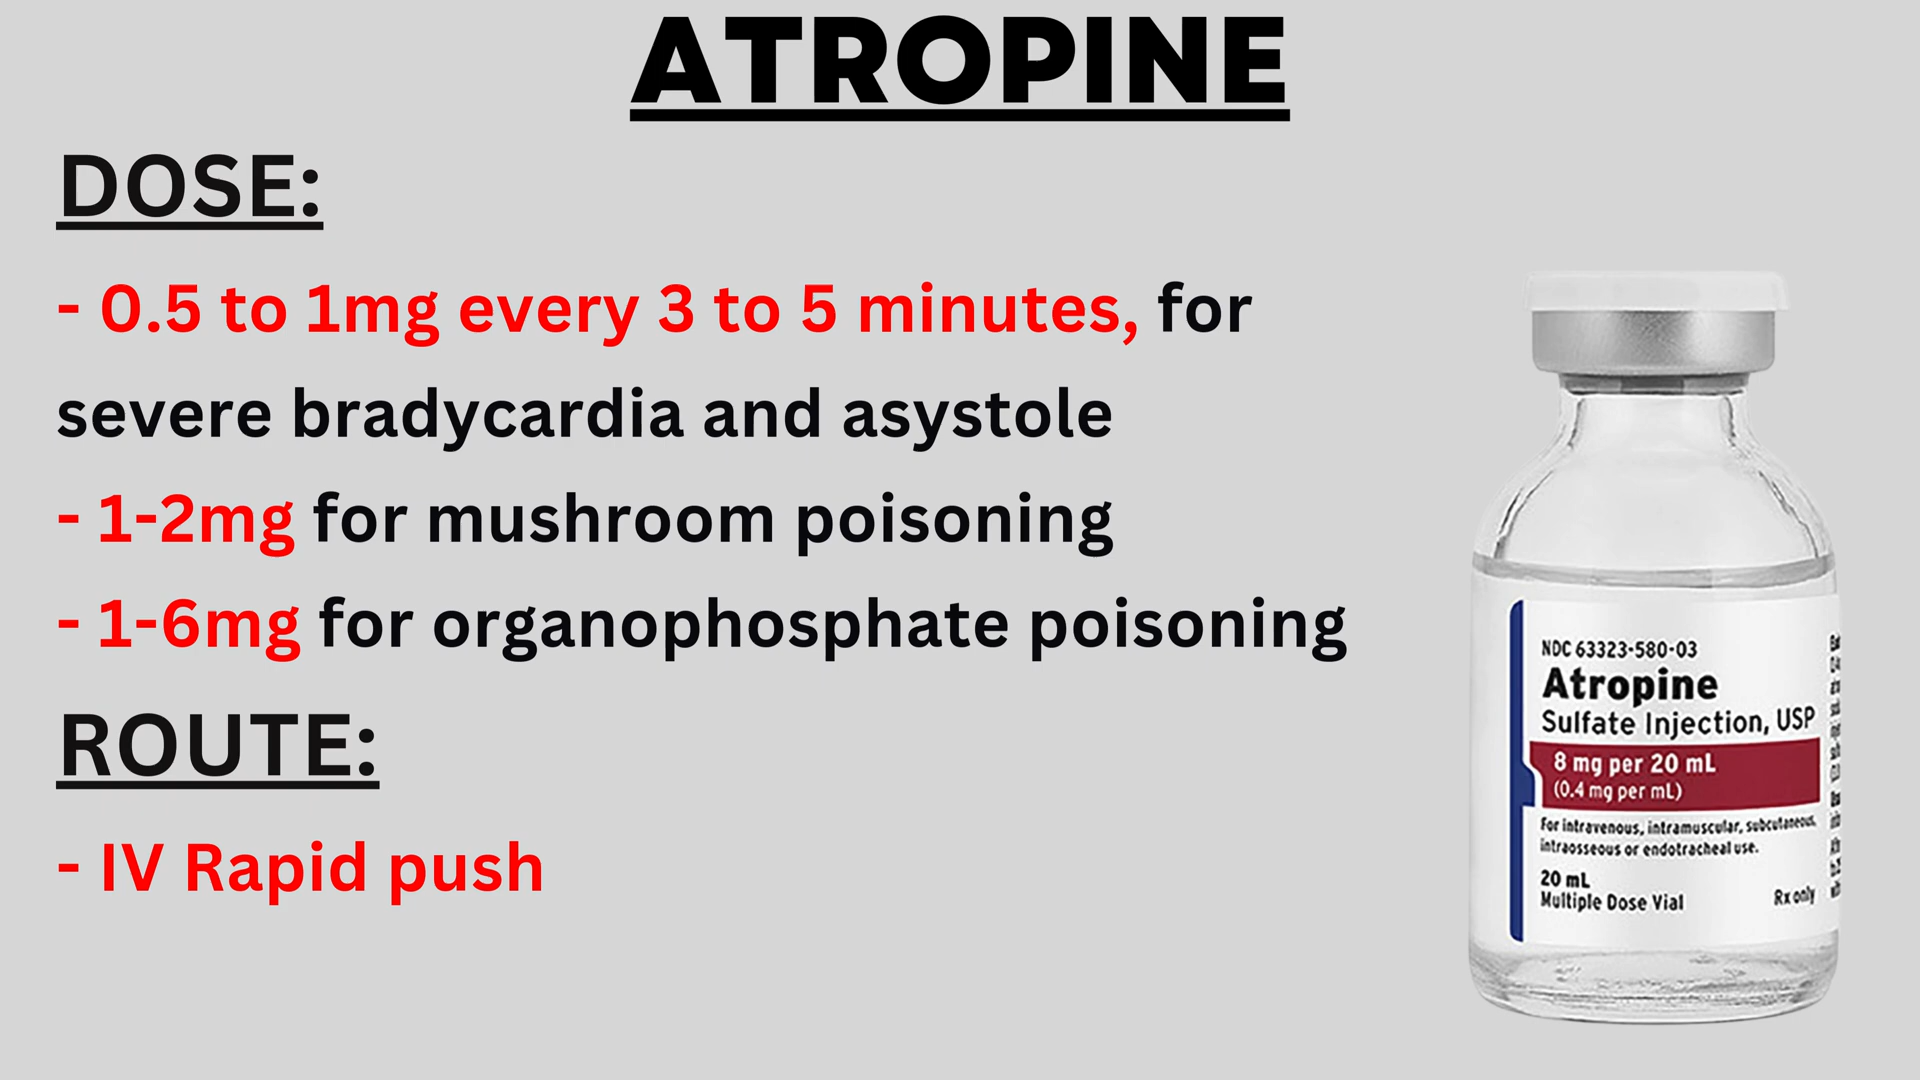 ATROPINE
DOSE:
- 0.5 to 1mg every 3 to 5 minutes, for
severe bradycardia and asystole
- 1-2mg for mushroom poisoning
- 1-6mg for organophosphate poisoning
ROUTE:
- IV Rapid push
NDC 63323-580-03
Atropine
Sulfate Injection, USP
8 mg per 20 mL
(0.4 mg per mL)
For intravenous, intramuscular, subcutaneous,
intraosseous or endotracheal use.
20 mL
Multiple Dose Vial
Rx only